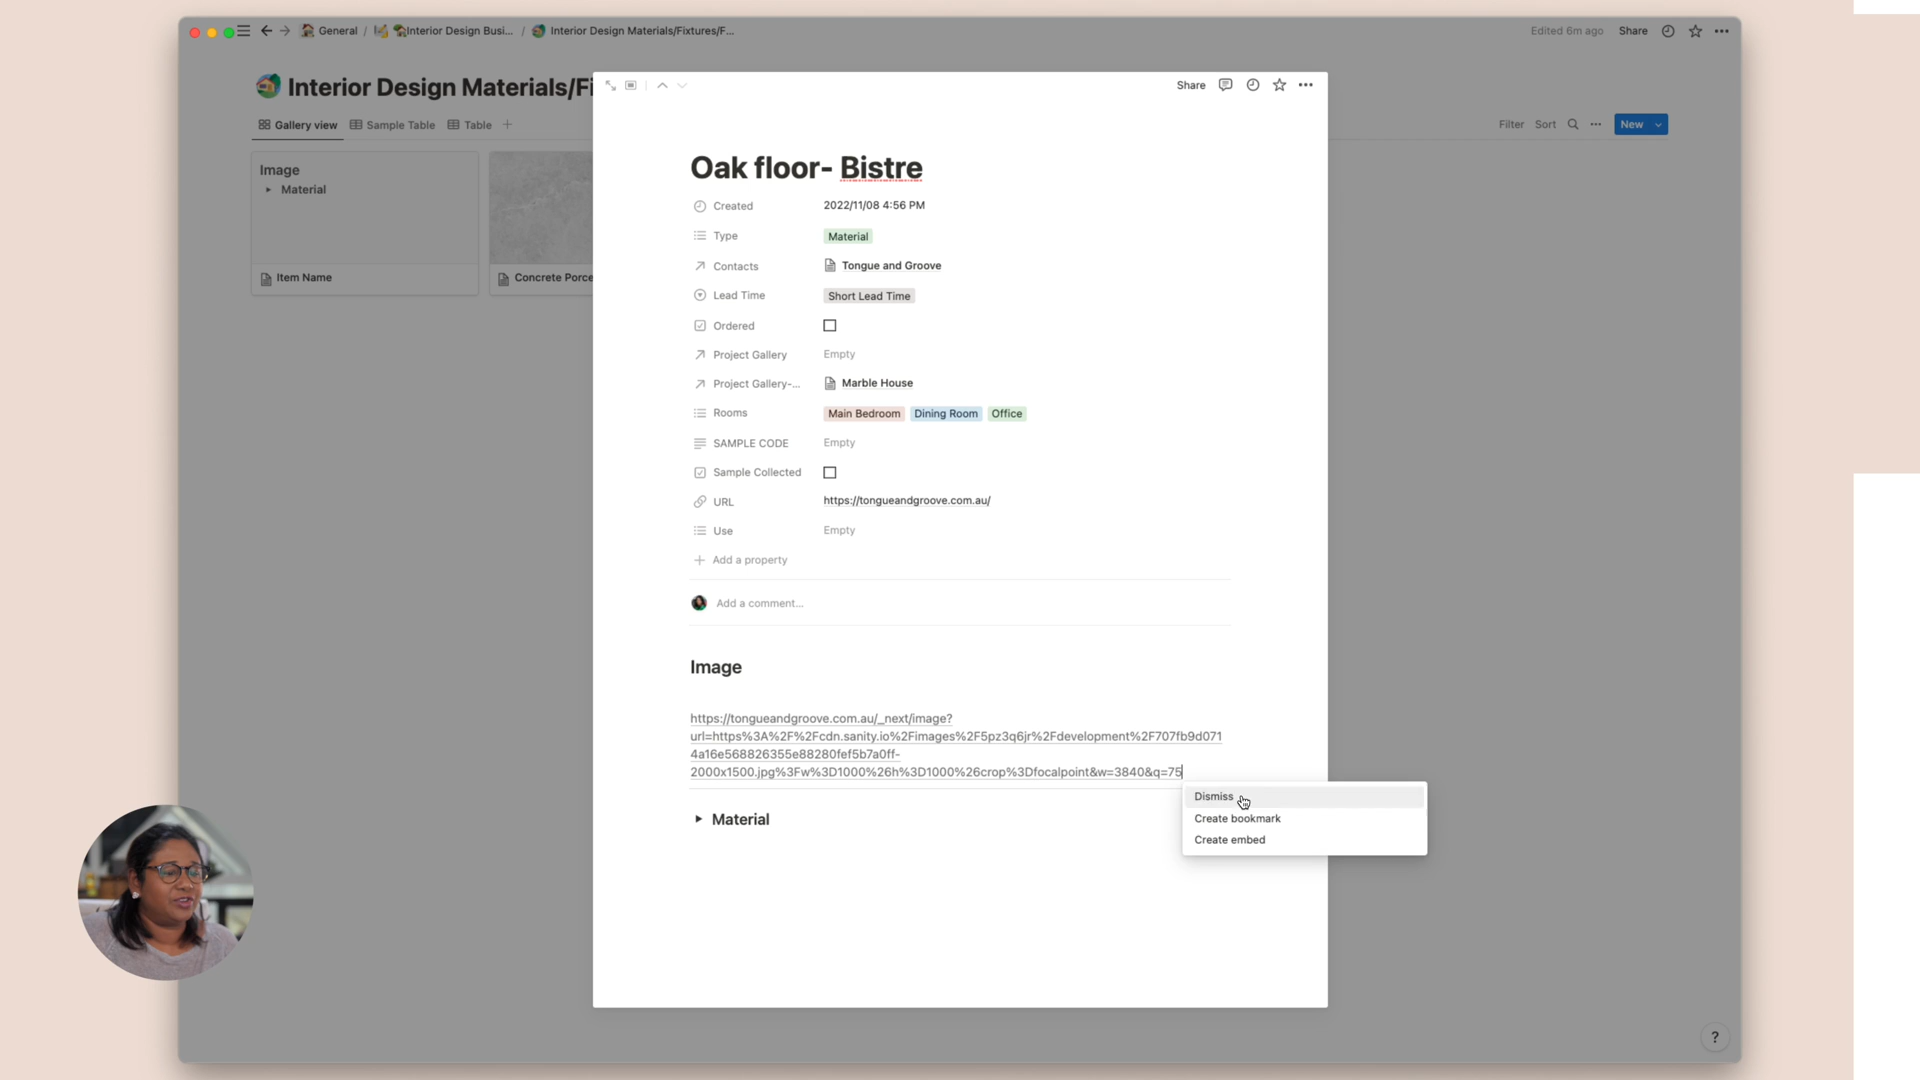 General / Interior Design Busi... / Interior Design Materials/Fixtures/F...
Edited 6m ago Share
Interior Design Materials/Fi
Gallery view Sample Table Table
Filter Sort New
Image
Material
Item Name
Concrete Porce
Share
Oak floor- Bistre
Created 2022/11/08 4:56 PM
Type Material
Contacts Tongue and Groove
Lead Time Short Lead Time
Ordered
Project Gallery Empty
Project Gallery-... Marble House
Rooms Main Bedroom Dining Room Office
SAMPLE CODE Empty
Sample Collected
URL https://tongueandgroove.com.au/
Use Empty
Add a property
Add a comment...
Image
https://tongueandgroove.com.au/_next/image?
url=https%3A%2F%2Fcdn.sanity.io%2Fimages%2F5pz3q6jr%2Fdevelopment%2F707fb9d071
4a16e568826355e88280fef5b7a0ff-
2000x1500.jpg%3Fw%3D1000%26h%3D1000%26crop%3Dfocalpoint&w=3840&q=75
Dismiss
Create bookmark
Create embed
Material
?